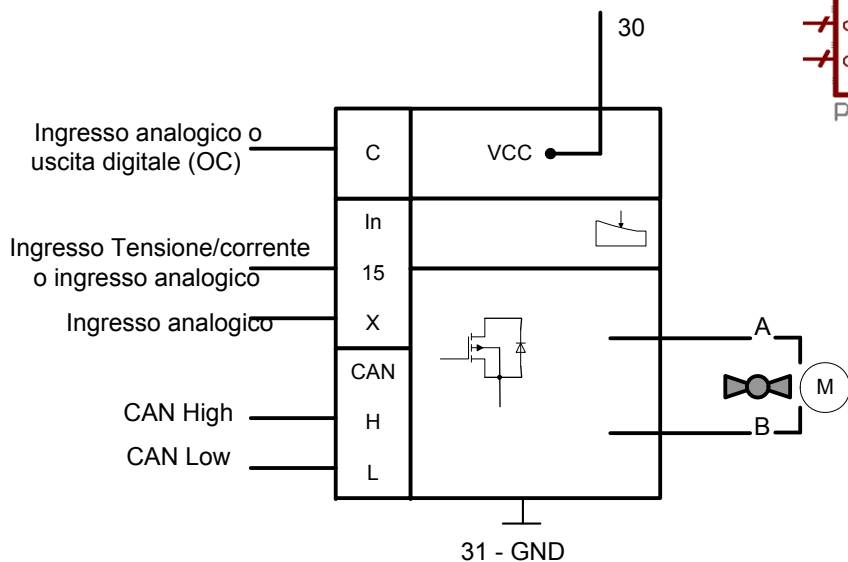 30
Ingresso analogico o
uscita digitale (OC)
C
VCC
In
Ingresso Tensione/corrente
o ingresso analogico
15
Ingresso analogico
X
A
CAN
M
CAN High
H
B
CAN Low
L
31 - GND